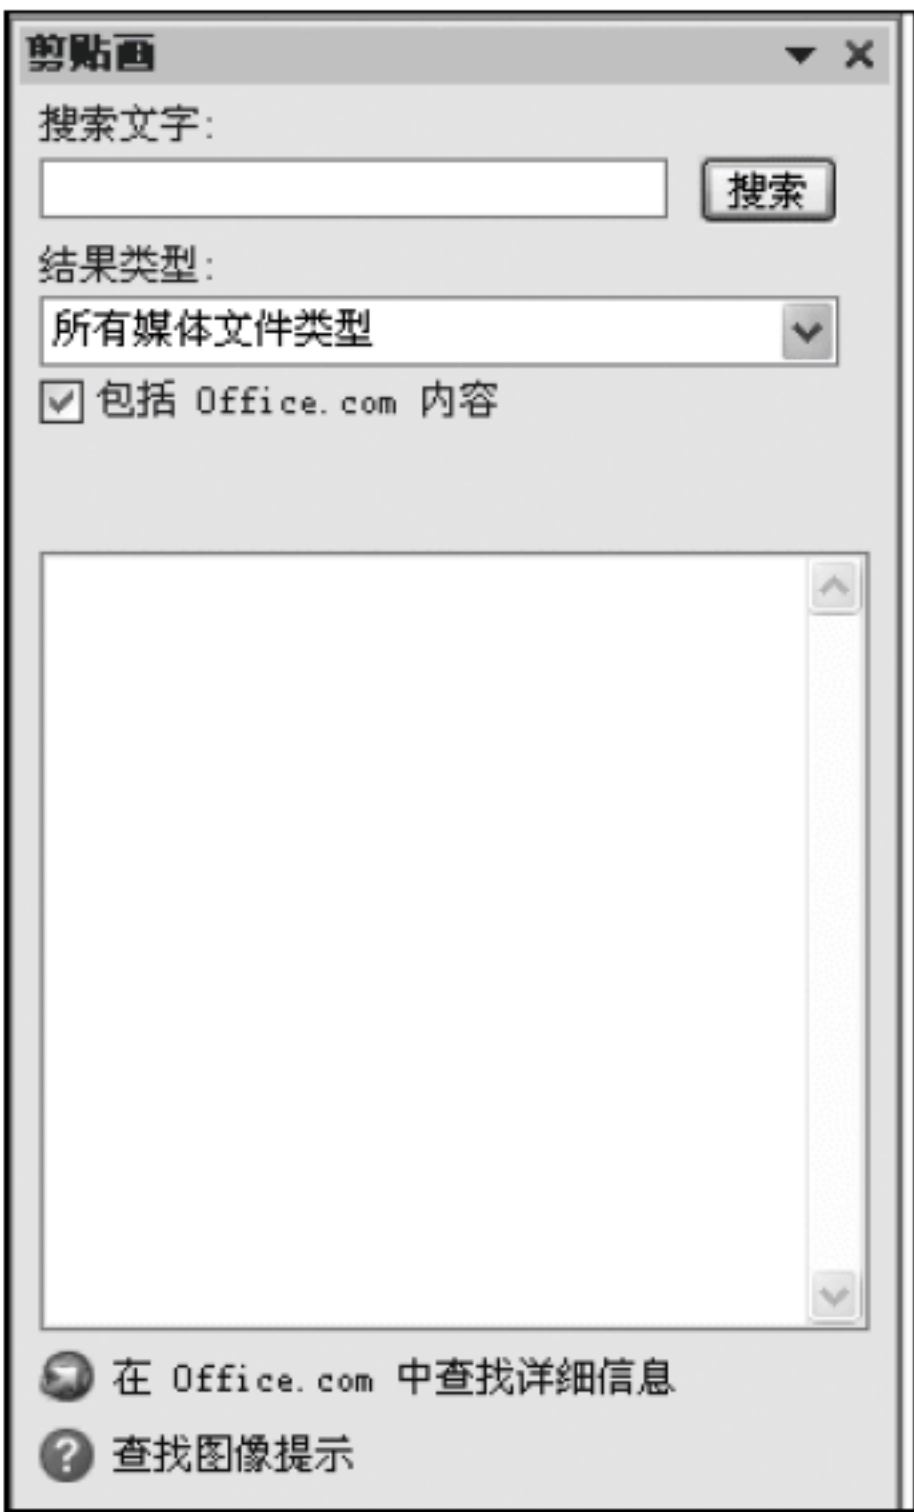 剪贴画
搜索文字:
搜索
结果类型:
所有媒体文件类型
包括 Office.com 内容
在 Office.com 中查找详细信息
查找图像提示